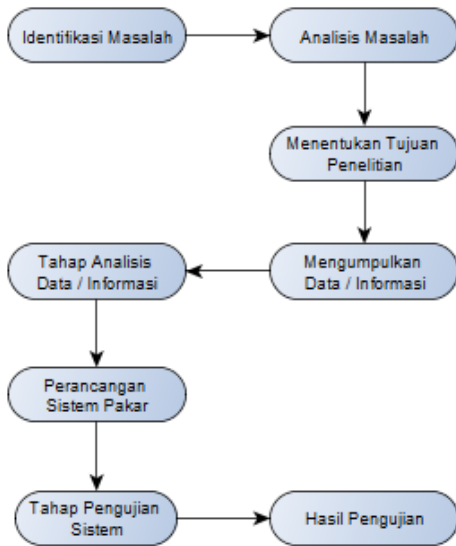 Identifikasi Masalah
Analisis Masalah
Menentukan Tujuan
Penelitian
Mengumpulkan
Data / Informasi
Tahap Analisis
Data / Informasi
Perancangan
Sistem Pakar
Tahap Pengujian
Sistem
Hasil Pengujian